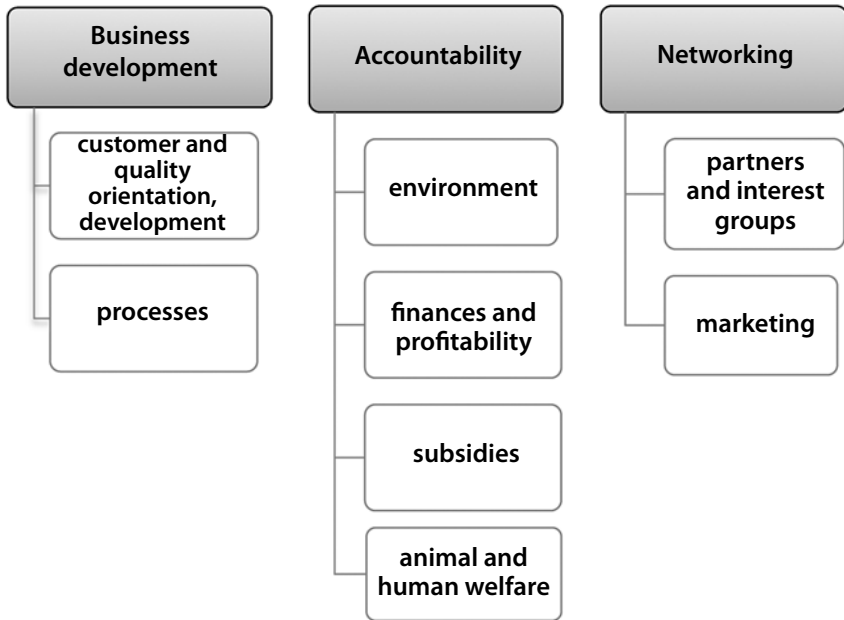 Business
development
customer and
quality
orientation,
development
processes
Accountability
environment
finances and
profitability
subsidies
animal and
human welfare
Networking
partners
and interest
groups
marketing